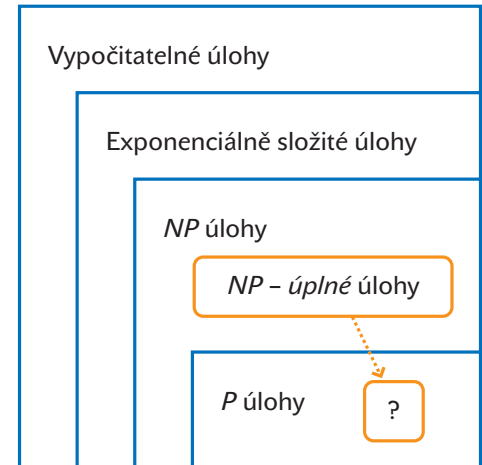 Vypočitatelné úlohy
Exponenciálně složité úlohy
NP úlohy
NP – úplné úlohy
P úlohy
?